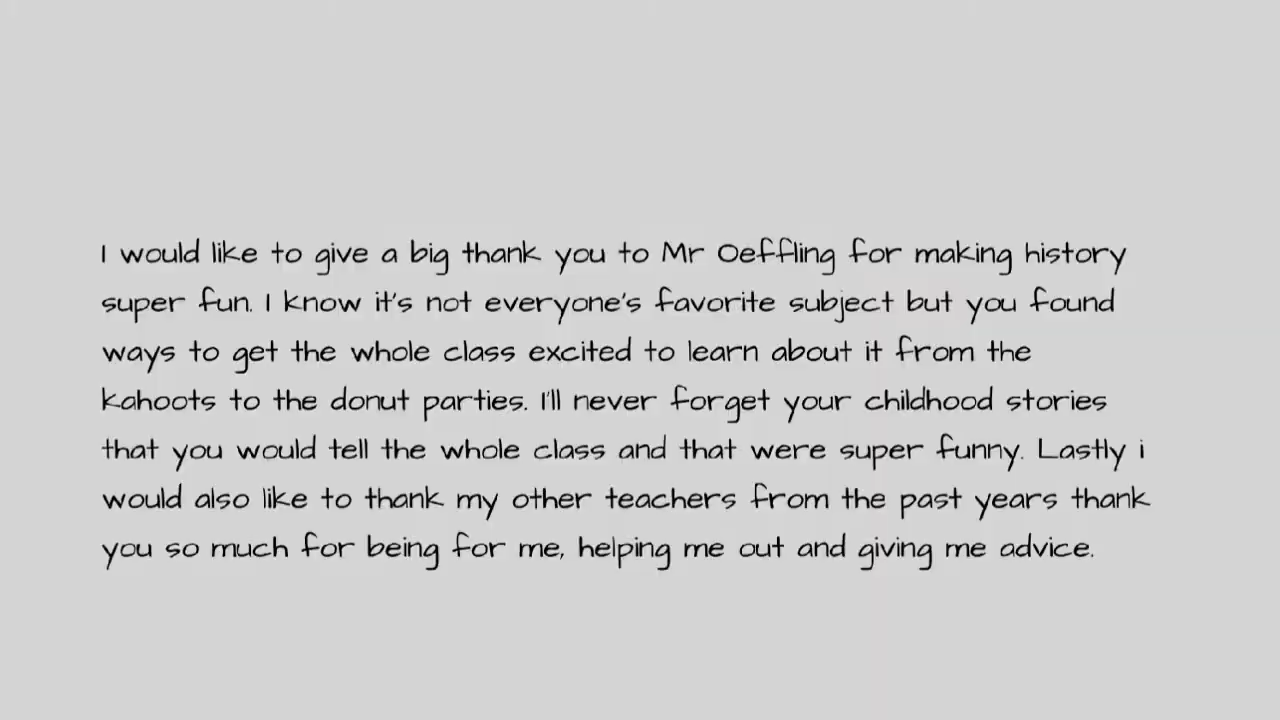 I would like to give a big thank you to Mr Oeffling for making history
super fun. I know it's not everyone's favorite subject but you found
ways to get the whole class excited to learn about it from the
kahoots to the donut parties. I'll never forget your childhood stories
that you would tell the whole class and that were super funny. Lastly i
would also like to thank my other teachers from the past years thank
you so much for being for me, helping me out and giving me advice.